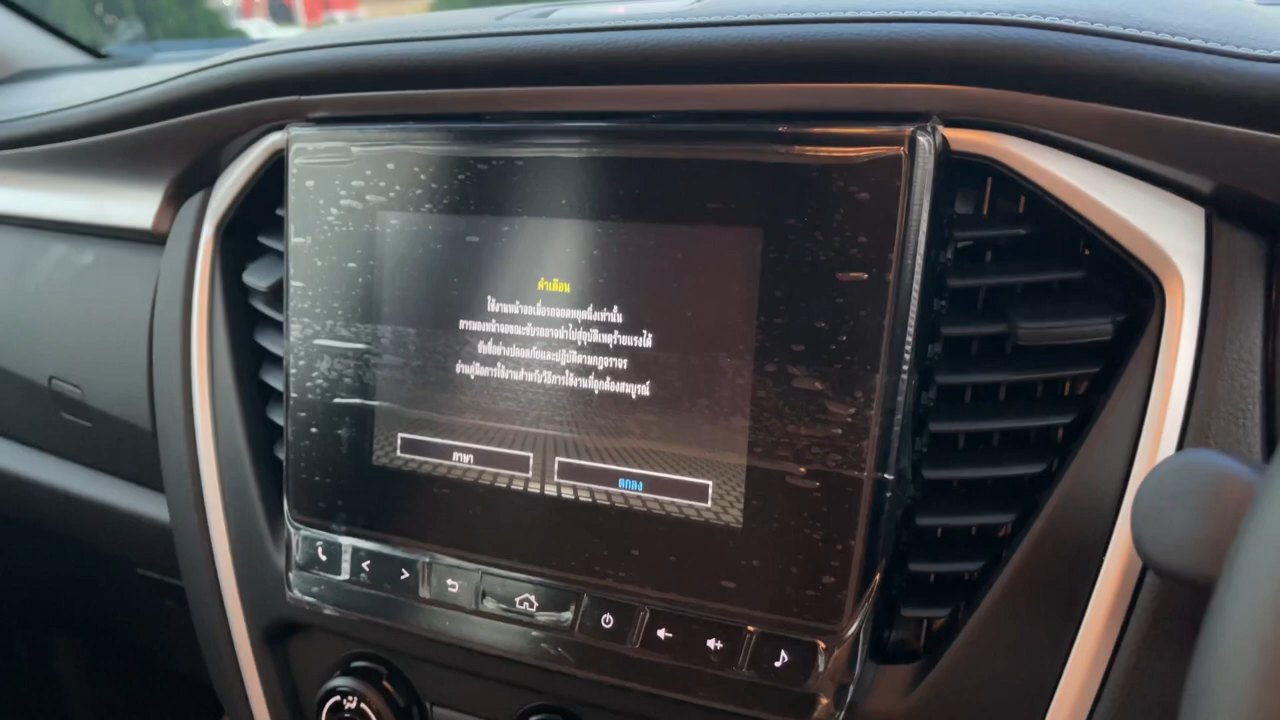 คำเตือน
ใช้งานหน้าจอเมื่อรถจอดหยุดนิ่งเท่านั้น
การมองหน้าจอขณะขับรถอาจนำไปสู่อุบัติเหตุร้ายแรงได้
ขับขี่อย่างปลอดภัยและปฏิบัติตามกฎจราจร
อ่านคู่มือการใช้งานสำหรับวิธีการใช้งานที่ถูกต้องสมบูรณ์
ภาษา
ตกลง